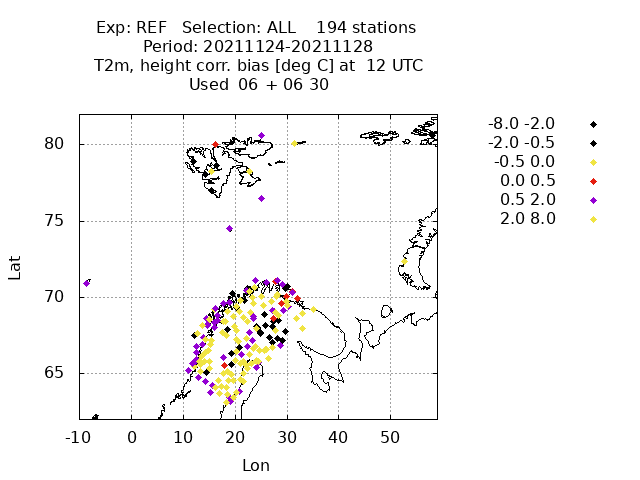 Exp: REF   Selection: ALL    194 stations
Period: 20211124-20211128
T2m, height corr. bias [deg C] at  12 UTC
Used  06 + 06 30
-8.0 -2.0
-2.0 -0.5
-0.5 0.0
0.0 0.5
0.5 2.0
2.0 8.0
80
75
70
65
Lat
-10 0 10 20 30 40 50
Lon